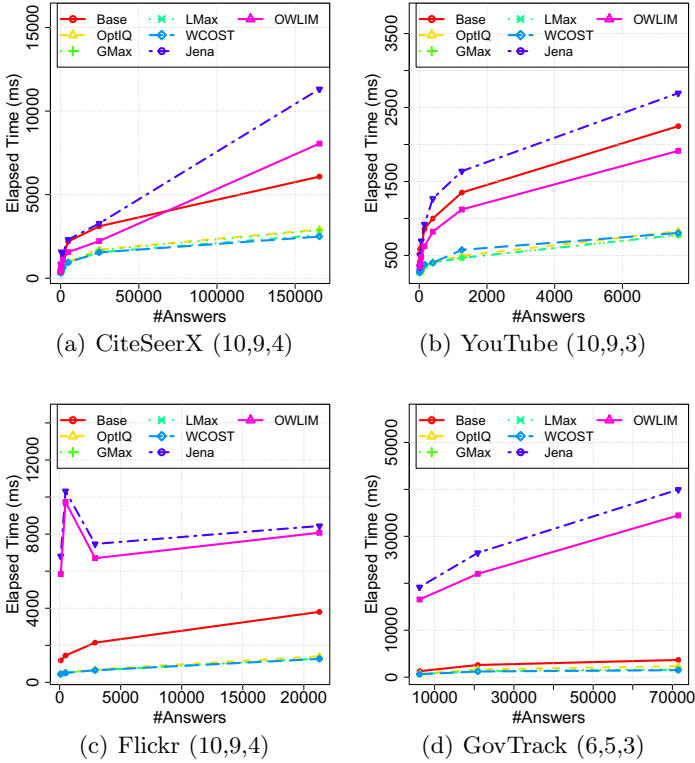 Base LMax OWLIM
OptIQ WCOST
GMax Jena
Elapsed Time (ms)
0 5000 10000 15000
0 50000 100000 150000
#Answers
(a) CiteSeerX (10,9,4)
Base LMax OWLIM
OptIQ WCOST
GMax Jena
Elapsed Time (ms)
500 1500 2500 3500
0 2000 4000 6000
#Answers
(b) YouTube (10,9,3)
Base LMax OWLIM
OptIQ WCOST
GMax Jena
Elapsed Time (ms)
0 4000 8000 12000
0 5000 10000 15000 20000
#Answers
(c) Flickr (10,9,4)
Base LMax OWLIM
OptIQ WCOST
GMax Jena
Elapsed Time (ms)
0 10000 30000 50000
10000 30000 50000 70000
#Answers
(d) GovTrack (6,5,3)